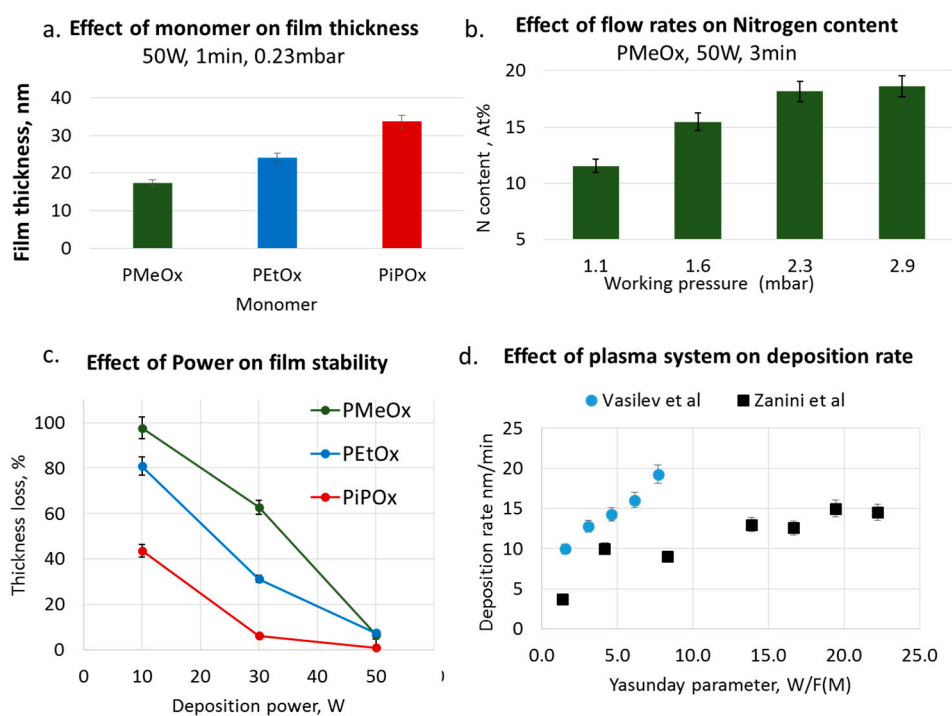 a. Effect of monomer on film thickness
50W, 1min, 0.23mbar
Film thickness, nm
40
30
20
10
0
PMeOx PEtOx PiPOx
Monomer
b. Effect of flow rates on Nitrogen content
PMeOx, 50W, 3min
N content , At%
20
15
10
5
1.1 1.6 2.3 2.9
Working pressure (mbar)
c. Effect of Power on film stability
PMeOx
PEtOx
PiPOx
Thickness loss, %
100
80
60
40
20
0
0 10 20 30 40 50 0
Deposition power, W
d. Effect of plasma system on deposition rate
Vasilev et al Zanini et al
Deposition rate nm/min
25
20
15
10
5
0
0.0 5.0 10.0 15.0 20.0 25.0
Yasunday parameter, W/F(M)